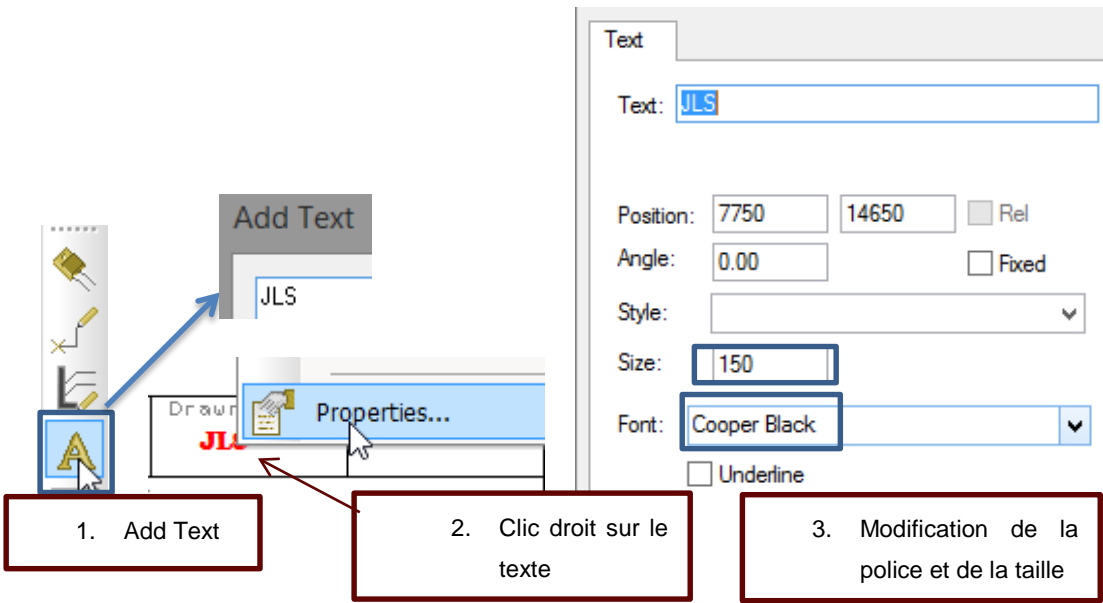 Text
Text: JLS
Position: 7750 14650 Rel
Angle: 0.00 Fixed
Style:
Size: 150
Font: Cooper Black
Underline
Add Text
JLS
A
Properties...
1. Add Text
2. Clic droit sur le
texte
3. Modification de la
police et de la taille